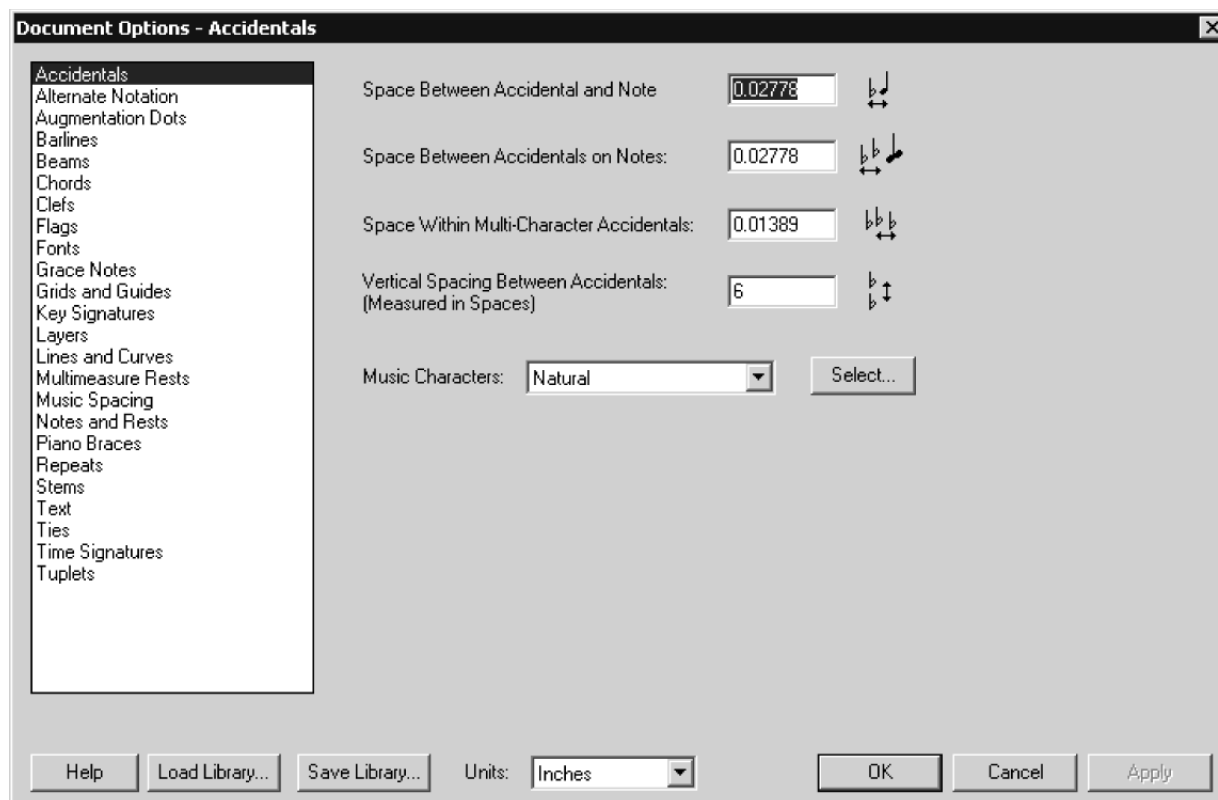 Document Options - Accidentals
Accidentals
Alternate Notation
Augmentation Dots
Barlines
Beams
Chords
Clefs
Flags
Fonts
Grace Notes
Grids and Guides
Key Signatures
Layers
Lines and Curves
Multimeasure Rests
Music Spacing
Notes and Rests
Piano Braces
Repeats
Stems
Text
Ties
Time Signatures
Tuplets
Space Between Accidental and Note 0.02778
Space Between Accidentals on Notes: 0.02778
Space Within Multi-Character Accidentals: 0.01389
Vertical Spacing Between Accidentals: 6
(Measured in Spaces)
Music Characters: Natural Select...
Help Load Library... Save Library... Units: Inches OK Cancel Apply